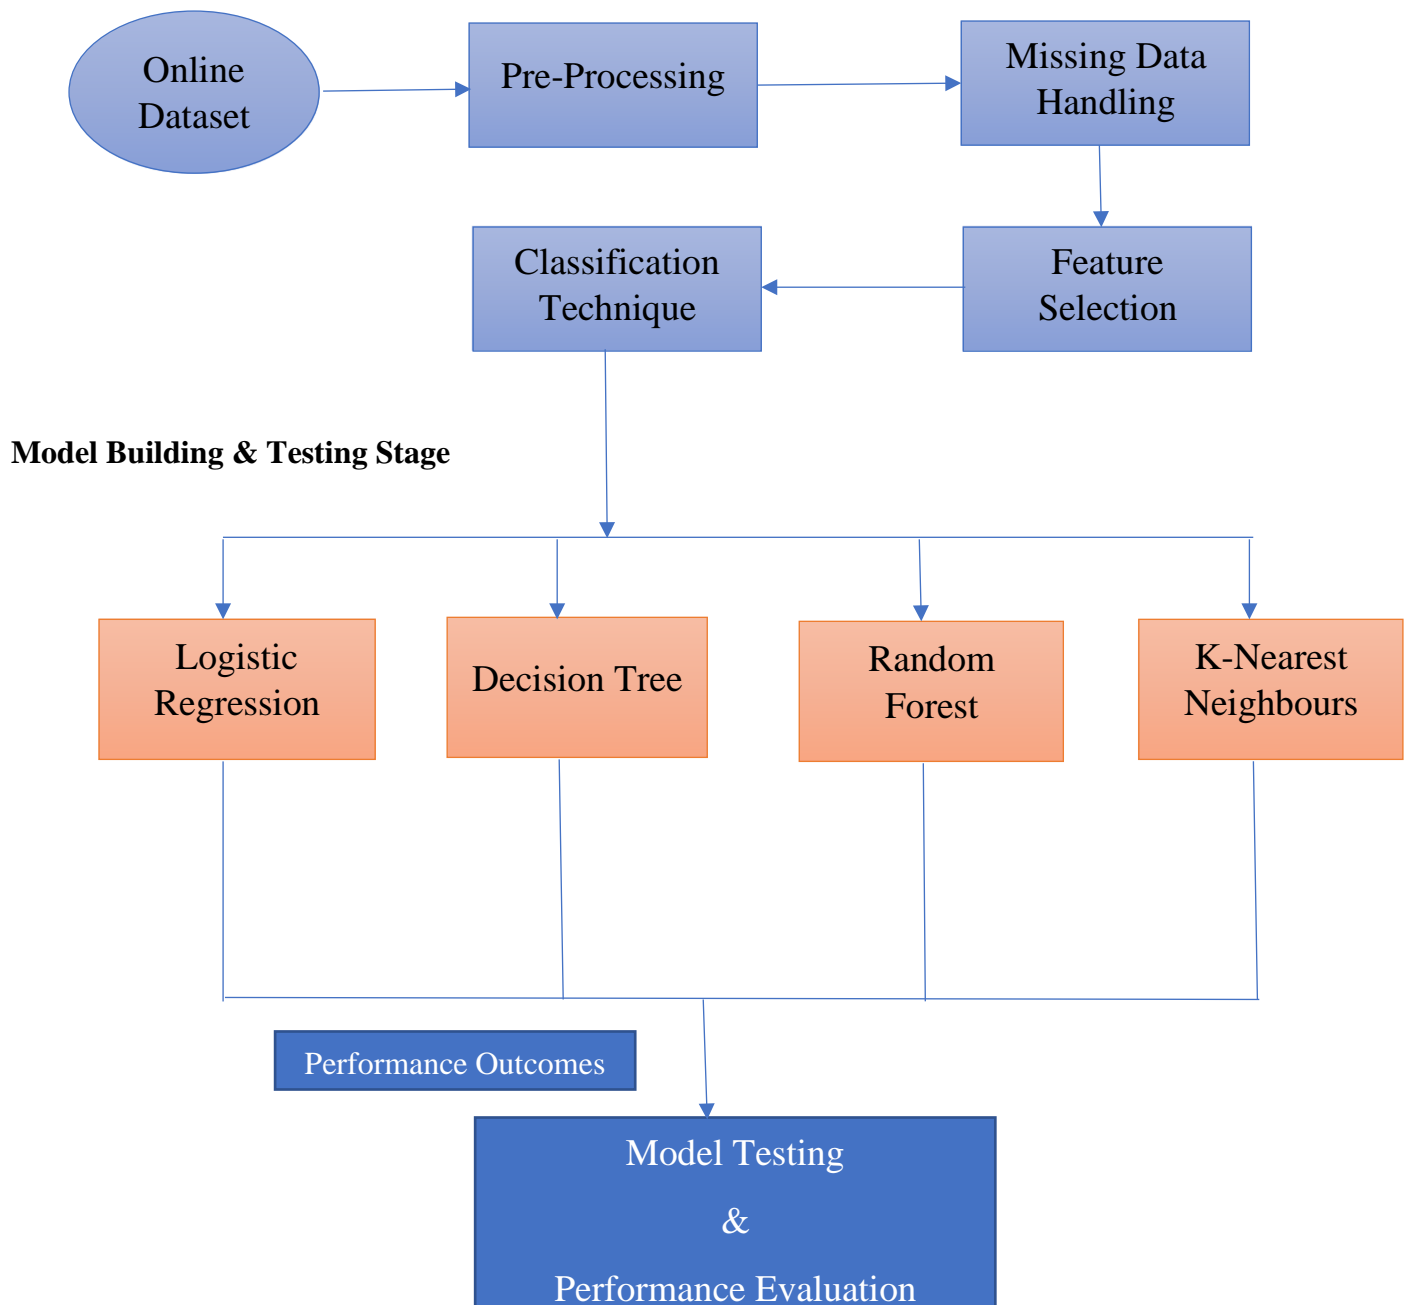 Online
Dataset
Pre-Processing
Missing Data
Handling
Classification
Technique
Feature
Selection
Model Building & Testing Stage
Logistic
Regression
Decision Tree
Random
Forest
K-Nearest
Neighbours
Performance Outcomes
Model Testing
&
Performance Evaluation